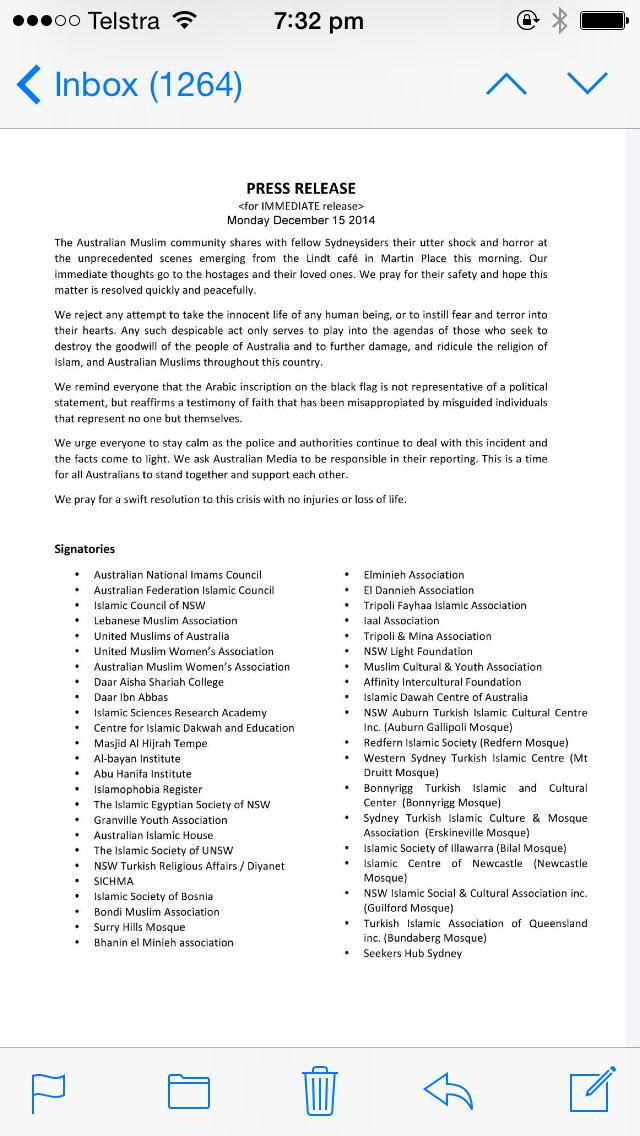 Telstra 7:32 pm
Inbox (1264)
PRESS RELEASE
<for IMMEDIATE release>
Monday December 15 2014
The Australian Muslim community shares with fellow Sydneysiders their utter shock and horror at
the unprecedented scenes emerging from the Lindt café in Martin Place this morning. Our
immediate thoughts go to the hostages and their loved ones. We pray for their safety and hope this
matter is resolved quickly and peacefully.
We reject any attempt to take the innocent life of any human being, or to instill fear and terror into
their hearts. Any such despicable act only serves to play into the agendas of those who seek to
destroy the goodwill of the people of Australia and to further damage, and ridicule the religion of
Islam, and Australian Muslims throughout this country.
We remind everyone that the Arabic inscription on the black flag is not representative of a political
statement, but reaffirms a testimony of faith that has been misappropiated by misguided individuals
that represent no one but themselves.
We urge everyone to stay calm as the police and authorities continue to deal with this incident and
the facts come to light. We ask Australian Media to be responsible in their reporting. This is a time
for all Australians to stand together and support each other.
We pray for a swift resolution to this crisis with no injuries or loss of life.
Signatories
• Australian National Imams Council
• Australian Federation Islamic Council
• Islamic Council of NSW
• Lebanese Muslim Association
• United Muslims of Australia
• United Muslim Women's Association
• Australian Muslim Women's Association
• Daar Aisha Shariah College
• Daar Ibn Abbas
• Islamic Sciences Research Academy
• Centre for Islamic Dakwah and Education
• Masjid Al Hijrah Tempe
• Al-bayan Institute
• Abu Hanifa Institute
• Islamophobia Register
• The Islamic Egyptian Society of NSW
• Granville Youth Association
• Australian Islamic House
• The Islamic Society of UNSW
• NSW Turkish Religious Affairs / Diyanet
• SICHMA
• Islamic Society of Bosnia
• Bondi Muslim Association
• Surry Hills Mosque
• Bhanin el Minieh association
• Elminieh Association
• El Dannieh Association
• Tripoli Fayhaa Islamic Association
• Iaal Association
• Tripoli & Mina Association
• NSW Light Foundation
• Muslim Cultural & Youth Association
• Affinity Intercultural Foundation
• Islamic Dawah Centre of Australia
• NSW Auburn Turkish Islamic Cultural Centre
Inc. (Auburn Gallipoli Mosque)
• Redfern Islamic Society (Redfern Mosque)
• Western Sydney Turkish Islamic Centre (Mt
Druitt Mosque)
• Bonnyrigg Turkish Islamic and Cultural
Center (Bonnyrigg Mosque)
• Sydney Turkish Islamic Culture & Mosque
Association (Erskineville Mosque)
• Islamic Society of Illawarra (Bilal Mosque)
• Islamic Centre of Newcastle (Newcastle
Mosque)
• NSW Islamic Social & Cultural Association inc.
(Guilford Mosque)
• Turkish Islamic Association of Queensland
inc. (Bundaberg Mosque)
• Seekers Hub Sydney